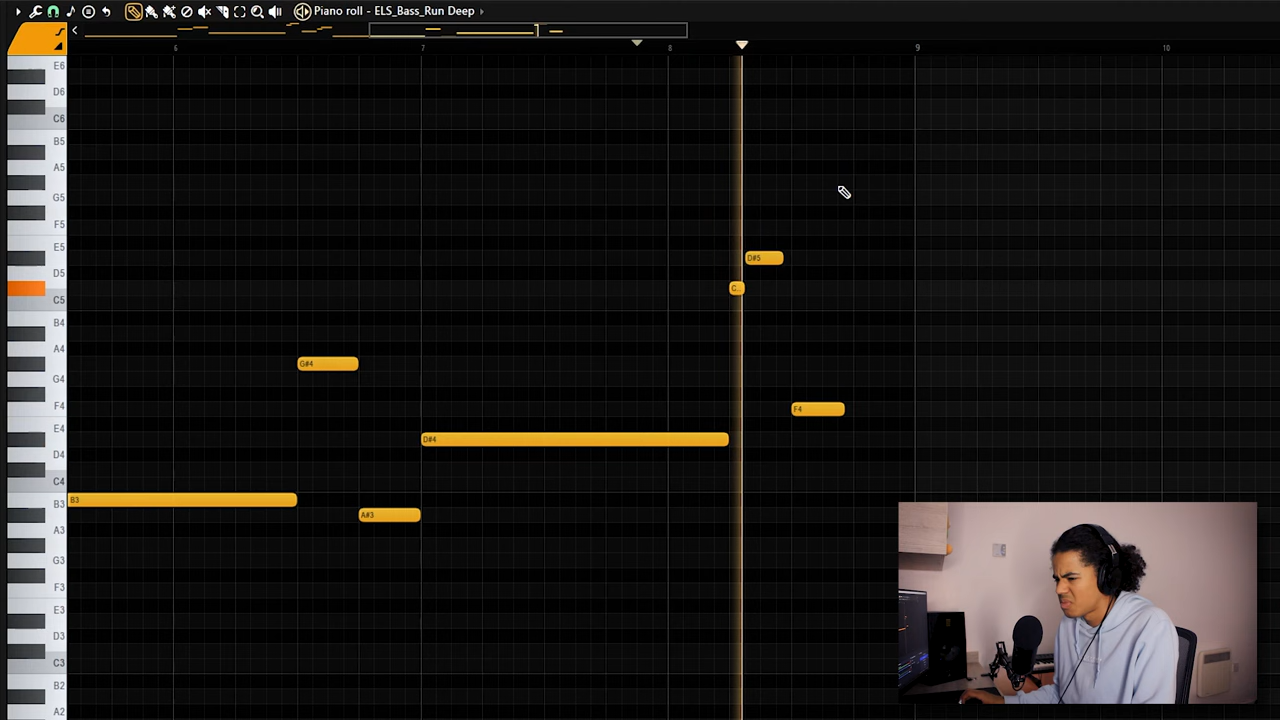 Piano roll - ELS_Bass_Run Deep
6 7 8 9 10
E6
D6
C6
B5
A5
G5
F5
E5
D#5
D5
C...
C5
B4
A4
G#4
G4
F4
F4
E4
D#4
D4
C4
B3
B3
A#3
A3
G3
F3
E3
D3
C3
B2
A2